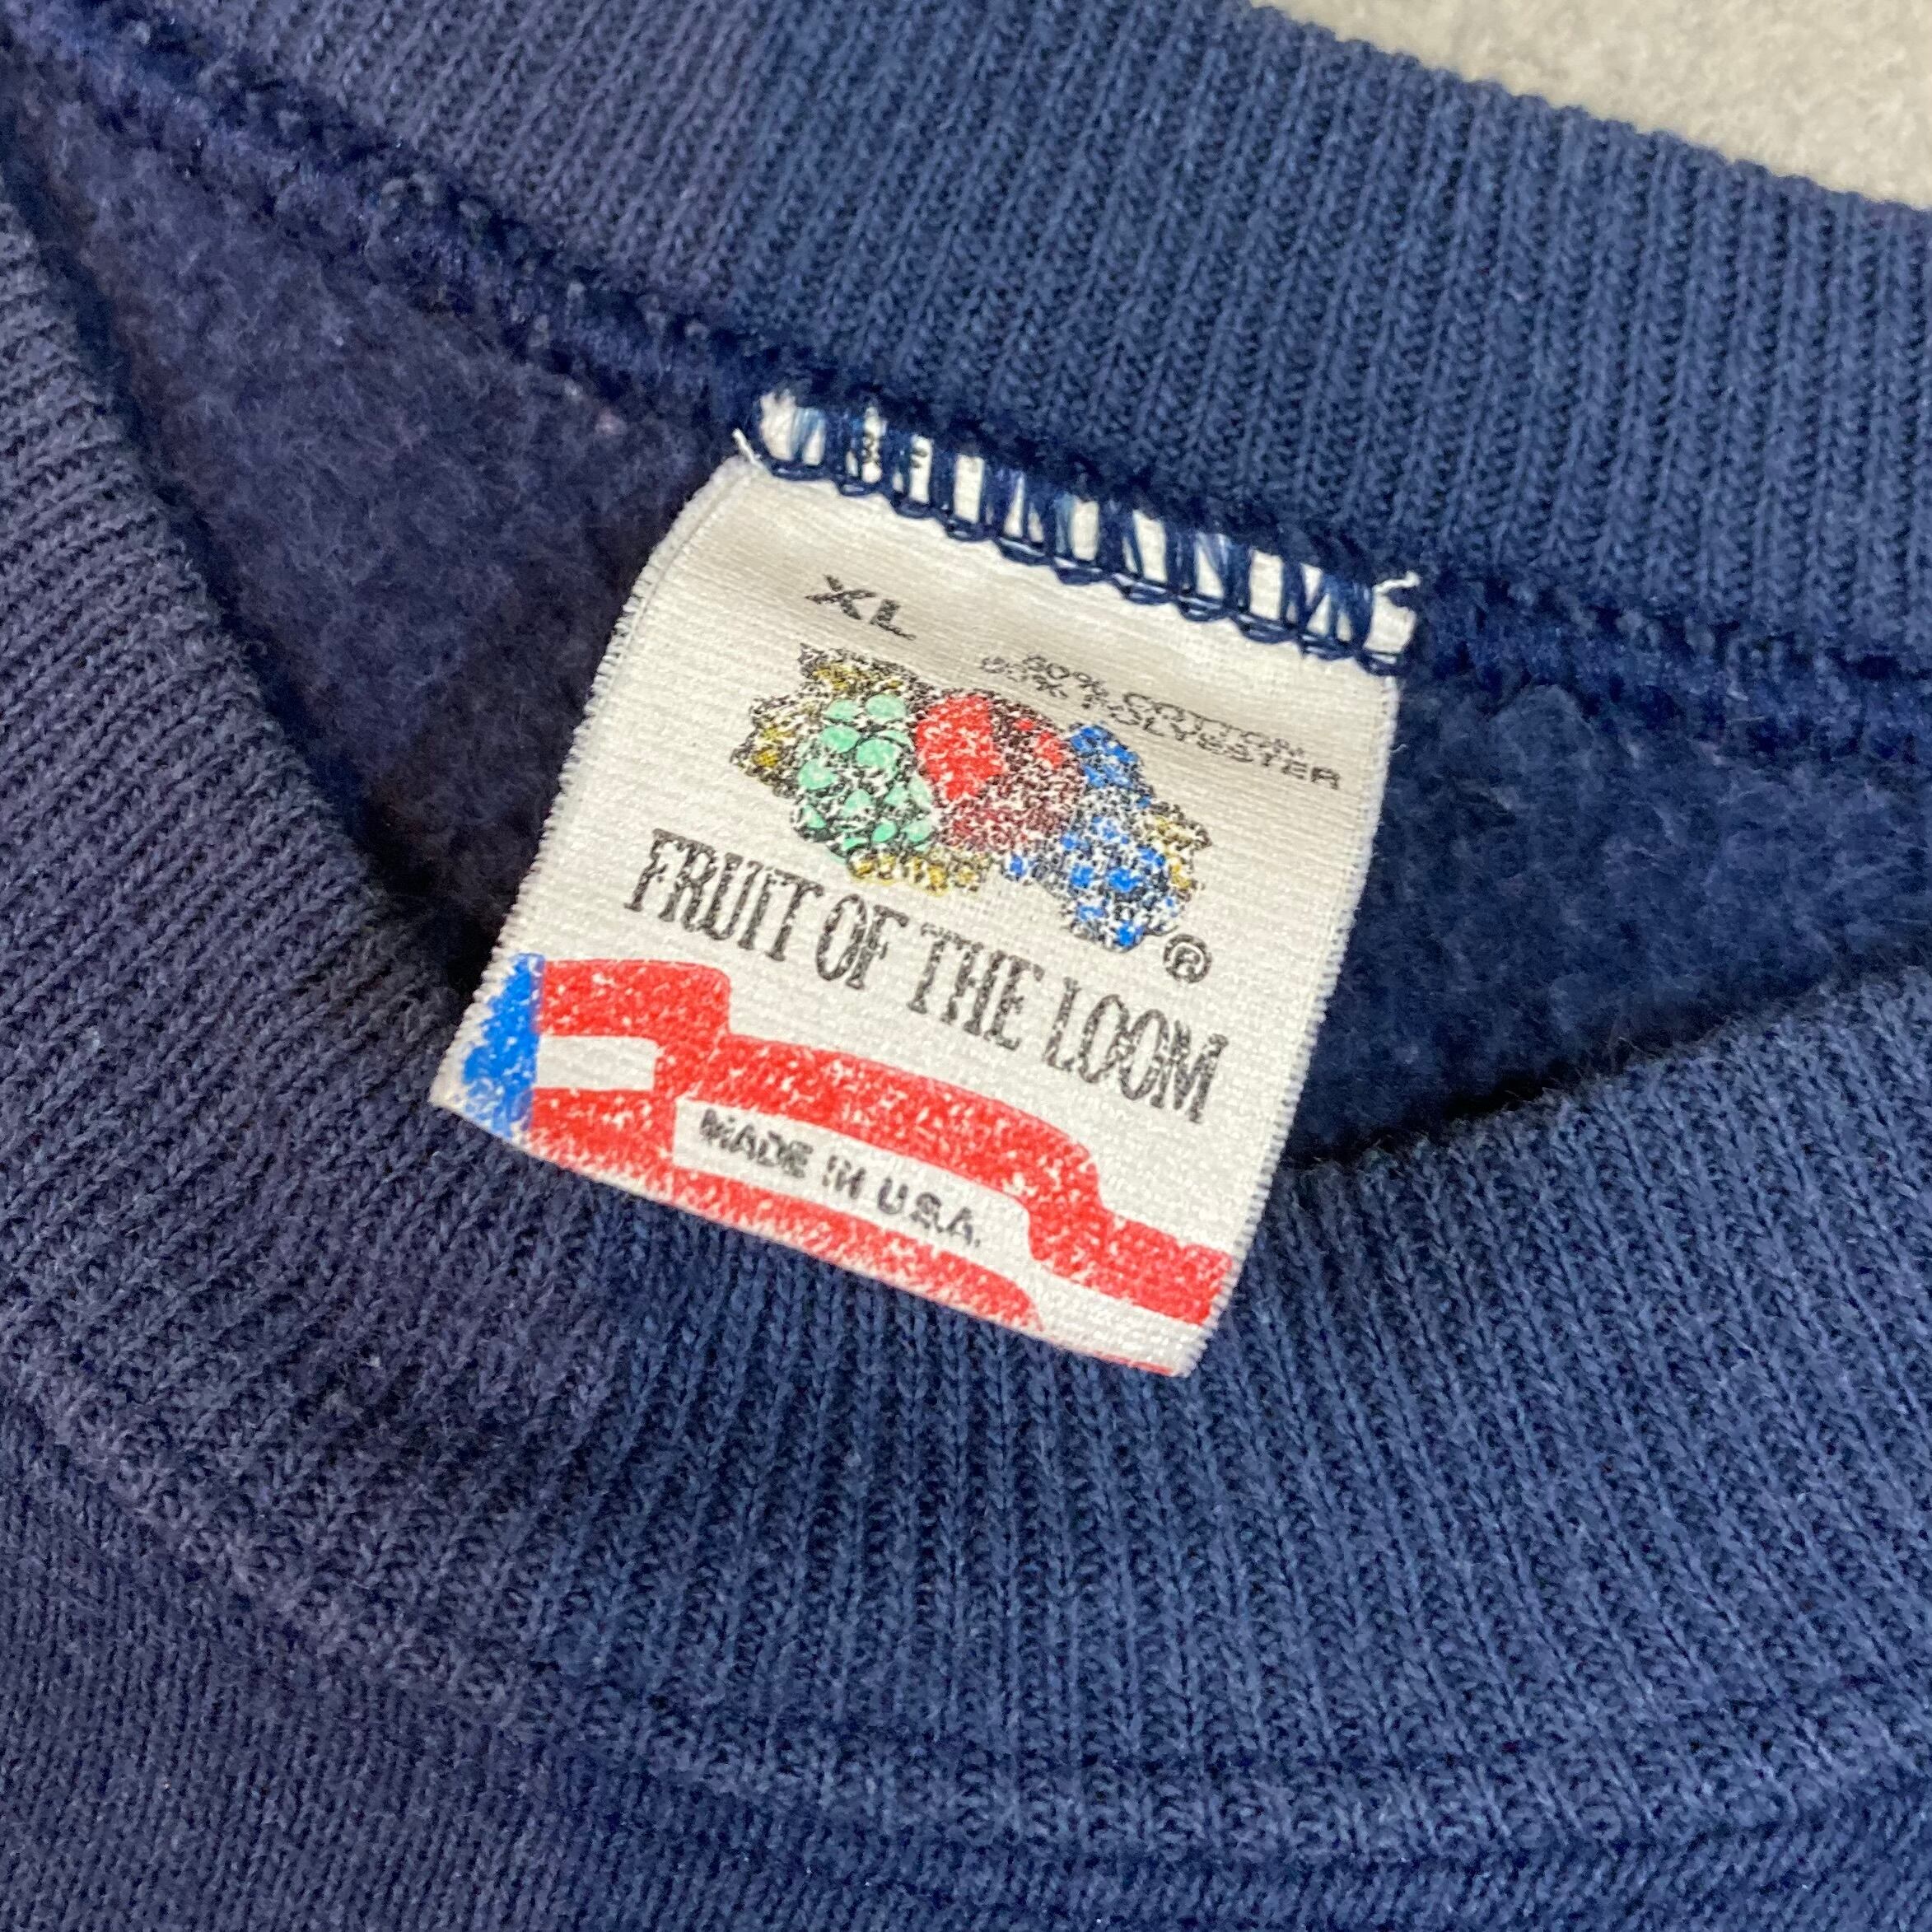 XL
50% COTTON
50% POLYESTER
®
FRUIT OF THE LOOM
MADE IN U.S.A.